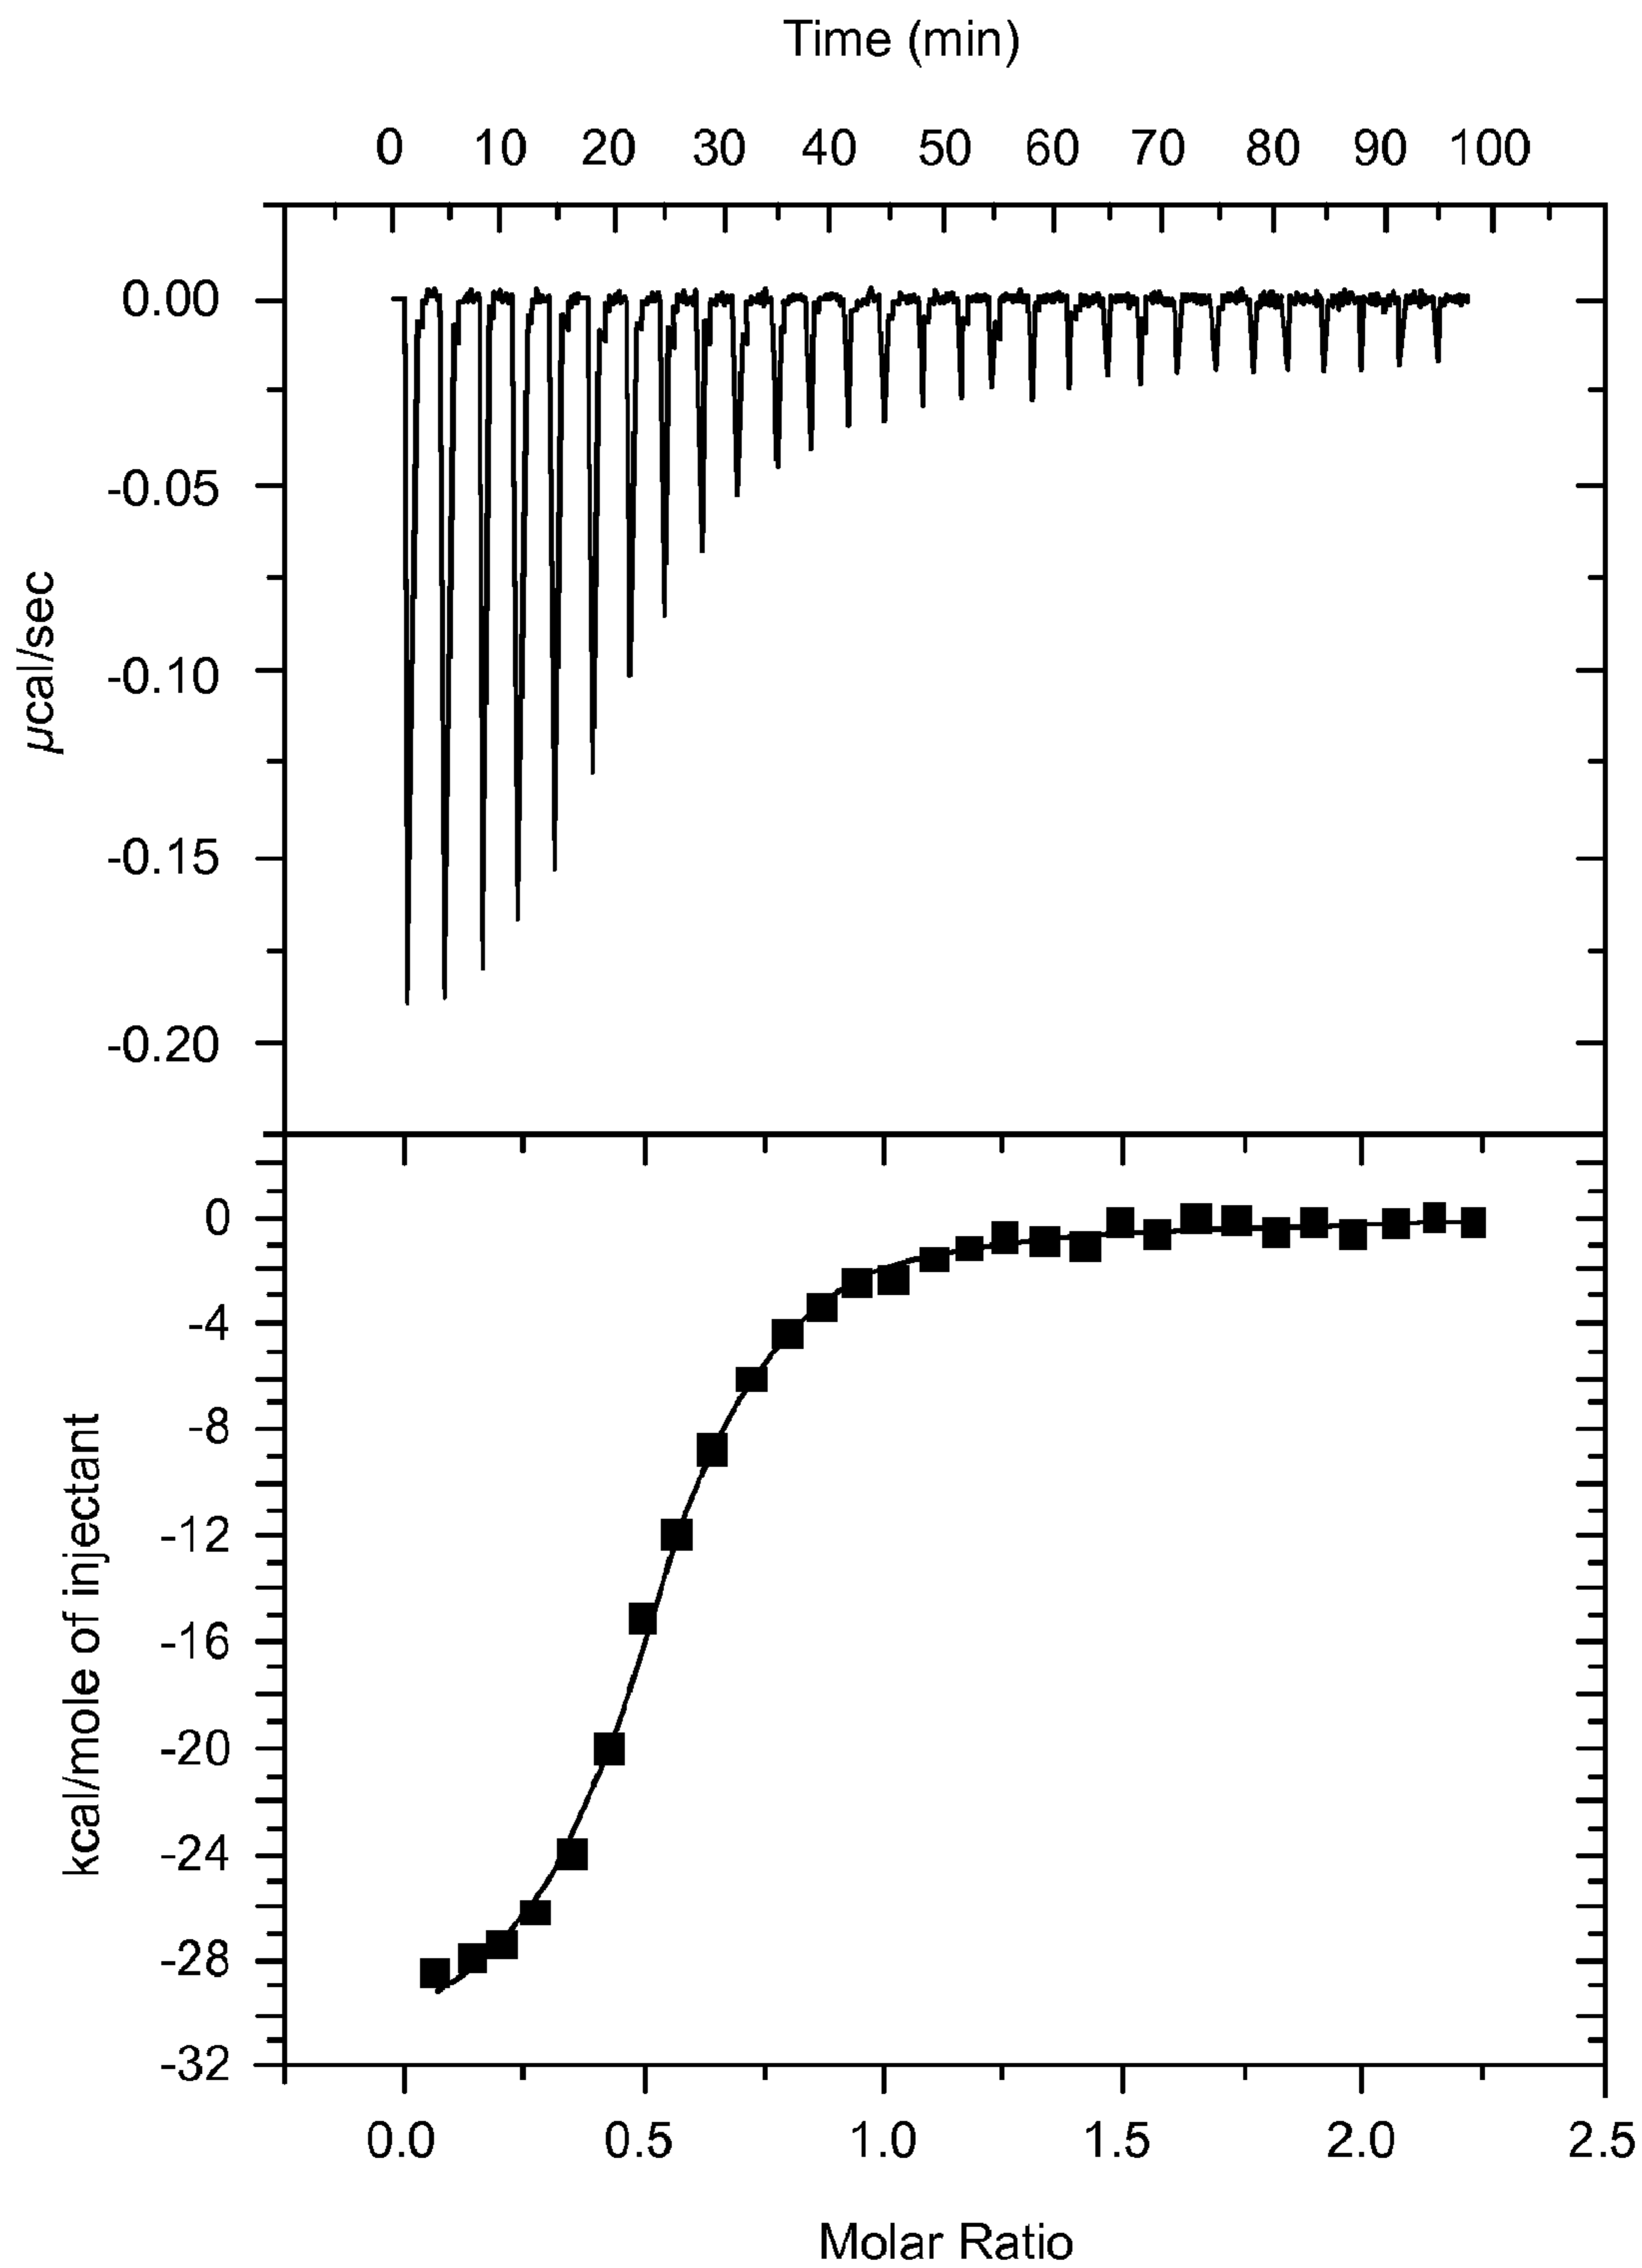 Time (min)
0 10 20 30 40 50 60 70 80 90 100
0.00
-0.05
-0.10
-0.15
-0.20
µcal/sec
0
-4
-8
-12
-16
-20
-24
-28
-32
kcal/mole of injectant
0.0 0.5 1.0 1.5 2.0 2.5
Molar Ratio